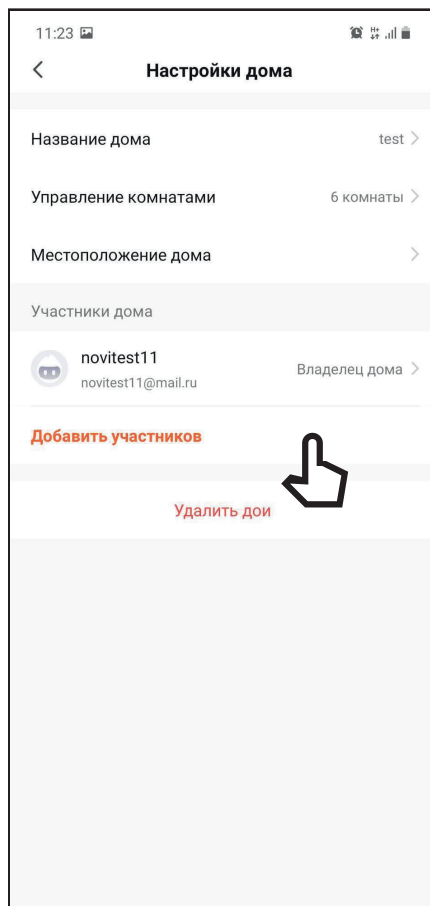 11:23
Настройки дома
Название дома test
Управление комнатами 6 комнаты
Местоположение дома
Участники дома
novitest11
novitest11@mail.ru
Владелец дома
Добавить участников
Удалить дои